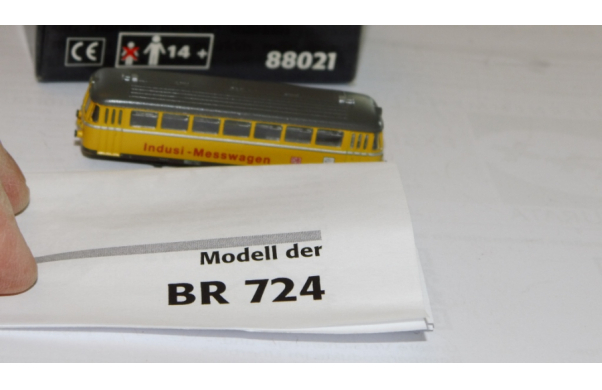 CE 14 + 88021
Indusi-Messwagen
Modell der
BR 724